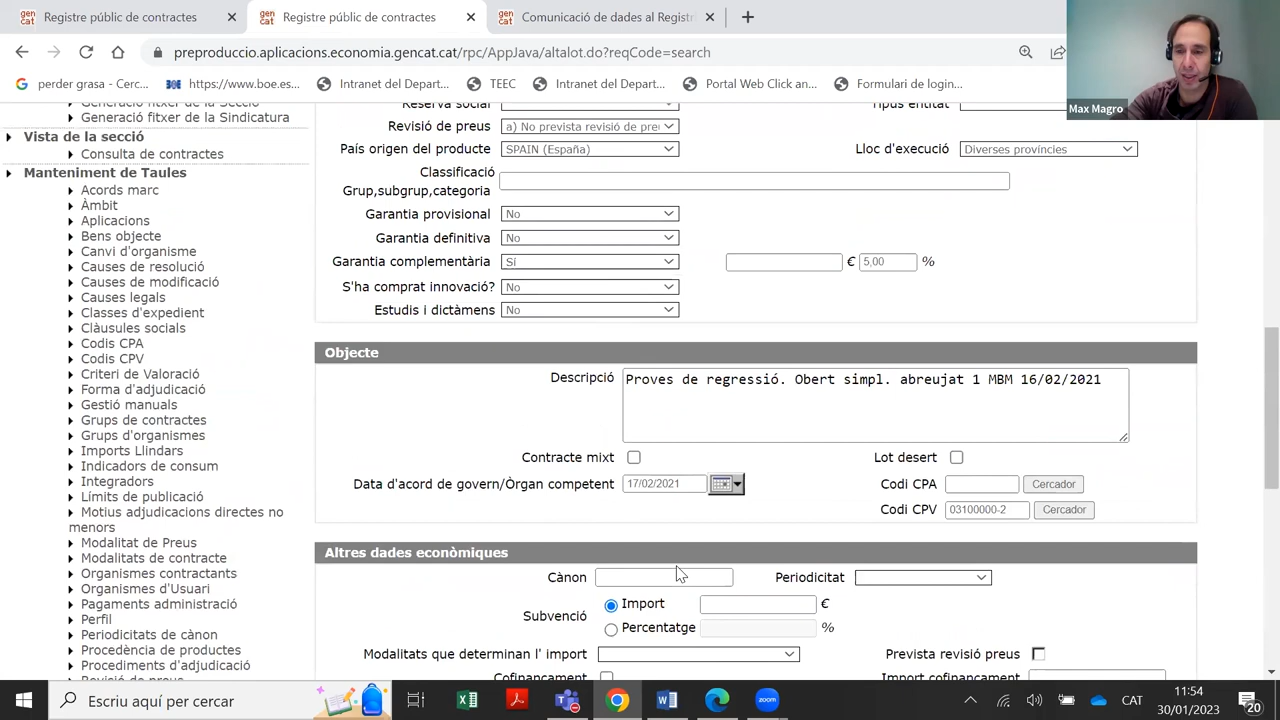 Registre públic de contractes
Registre públic de contractes
Comunicació de dades al Registr
preproduccio.aplicacions.economia.gencat.cat/rpc/AppJava/altalot.do?reqCode=search
perder grasa - Cerc...
https://www.boe.es...
Intranet del Depart...
TEEC
Intranet del Depar...
Portal Web Click an...
Formulari de login...
Max Magro
Generació fitxer de la Secció
Generació fitxer de la Sindicatura
Vista de la secció
Consulta de contractes
Manteniment de Taules
Acords marc
Àmbit
Aplicacions
Bens objecte
Canvi d'organisme
Causes de resolució
Causes de modificació
Causes legals
Classes d'expedient
Clàusules socials
Codis CPA
Codis CPV
Criteri de Valoració
Forma d'adjudicació
Gestió manuals
Grups de contractes
Grups d'organismes
Imports Llindars
Indicadors de consum
Integradors
Límits de publicació
Motius adjudicacions directes no
menors
Modalitat de Preus
Modalitats de contracte
Organismes contractants
Organismes d'Usuari
Pagaments administració
Perfil
Periodicitats de cànon
Procedència de productes
Procediments d'adjudicació
Revisió de preus
Reserva social
Tipus entitat
Revisió de preus a) No prevista revisió de preu
País origen del producte SPAIN (España) Lloc d'execució Diverses províncies
Classificació
Grup,subgrup,categoria
Garantia provisional No
Garantia definitiva No
Garantia complementària Sí € 5,00 %
S'ha comprat innovació? No
Estudis i dictàmens No
Objecte
Descripció Proves de regressió. Obert simpl. abreujat 1 MBM 16/02/2021
Contracte mixt Lot desert
Data d'acord de govern/Òrgan competent 17/02/2021 Codi CPA Cercador
Codi CPV 03100000-2 Cercador
Altres dades econòmiques
Cànon Periodicitat
Subvenció
Import €
Percentatge %
Modalitats que determinan l' import Prevista revisió preus
Cofinançament Import cofinançament
Escriu aquí per cercar
CAT
11:54
30/01/2023
20